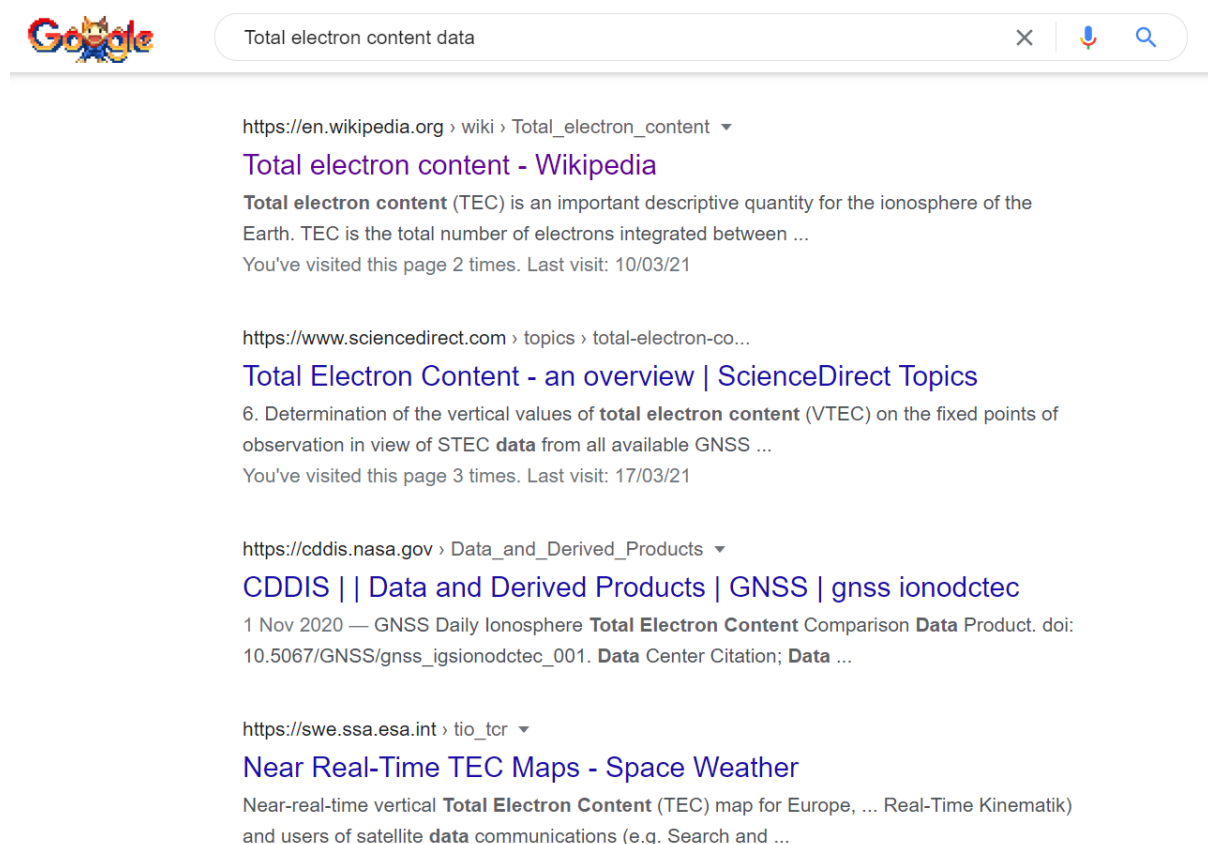 Google
Total electron content data
https://en.wikipedia.org › wiki › Total_electron_content
Total electron content - Wikipedia
Total electron content (TEC) is an important descriptive quantity for the ionosphere of the
Earth. TEC is the total number of electrons integrated between ...
You've visited this page 2 times. Last visit: 10/03/21
https://www.sciencedirect.com › topics › total-electron-co...
Total Electron Content - an overview | ScienceDirect Topics
6. Determination of the vertical values of total electron content (VTEC) on the fixed points of
observation in view of STEC data from all available GNSS ...
You've visited this page 3 times. Last visit: 17/03/21
https://cddis.nasa.gov › Data_and_Derived_Products
CDDIS | | Data and Derived Products | GNSS | gnss ionodctec
1 Nov 2020 — GNSS Daily Ionosphere Total Electron Content Comparison Data Product. doi:
10.5067/GNSS/gnss_igsionodctec_001. Data Center Citation; Data ...
https://swe.ssa.esa.int › tio_tcr
Near Real-Time TEC Maps - Space Weather
Near-real-time vertical Total Electron Content (TEC) map for Europe, ... Real-Time Kinematik)
and users of satellite data communications (e.g. Search and ...